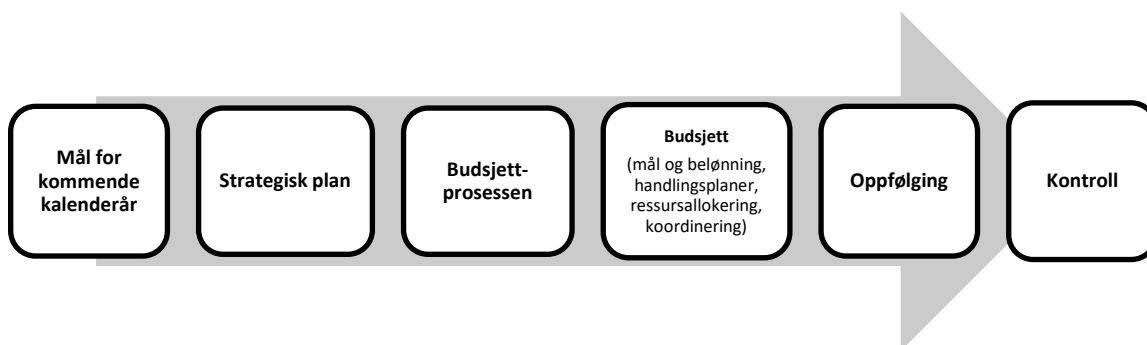 Mål for
kommende
kalenderår
Strategisk plan
Budsjett-
prosessen
Budsjett
(mål og belønning,
handlingsplaner,
ressursallokering,
koordinering)
Oppfølging
Kontroll